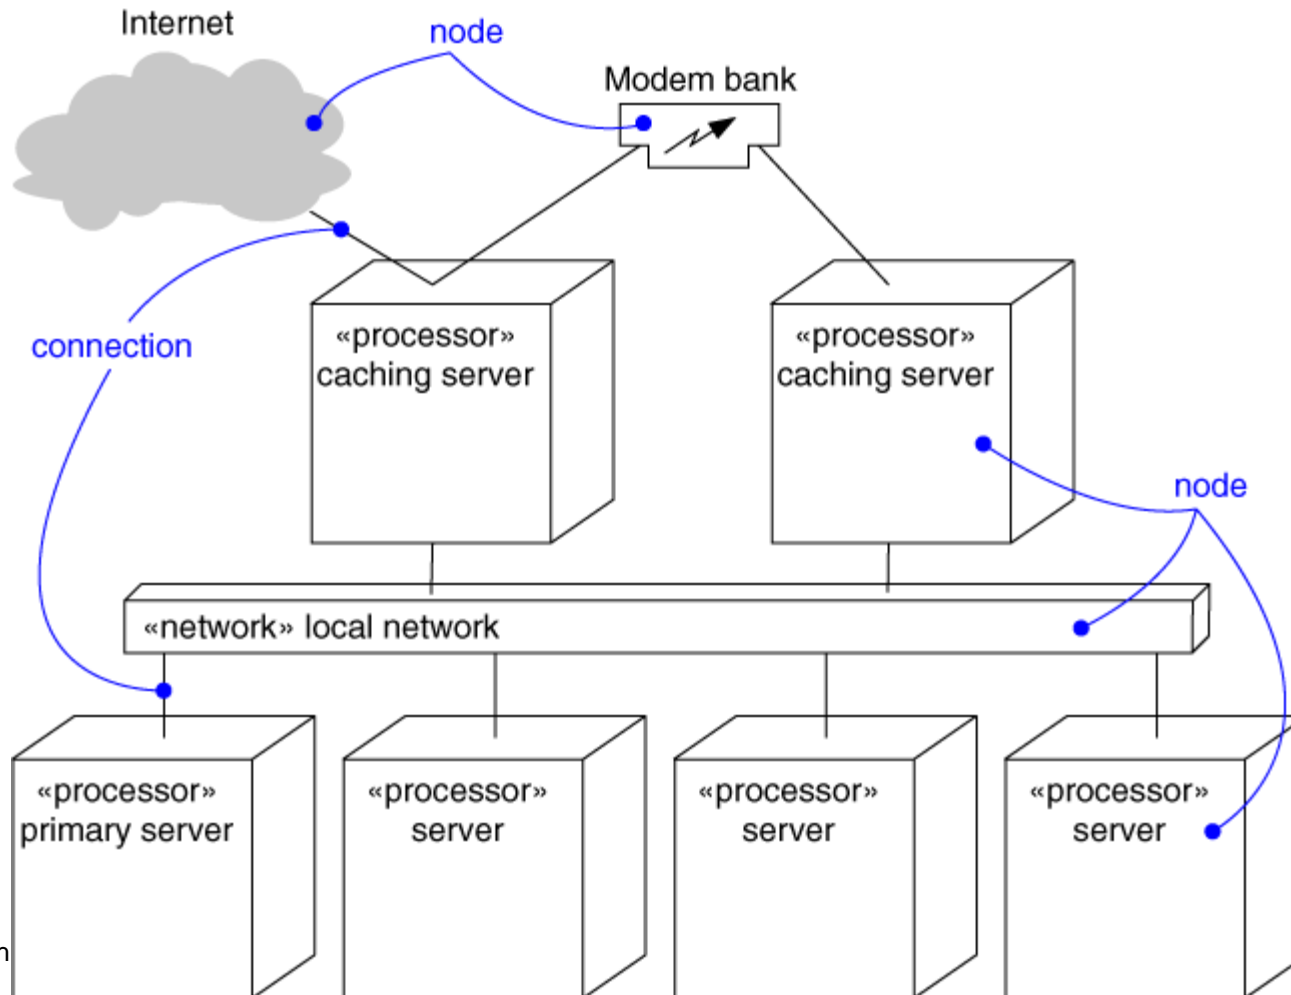 Internet
node
Modem bank
connection
«processor»
caching server
«processor»
caching server
node
«network» local network
«processor»
primary server
«processor»
server
«processor»
server
«processor»
server